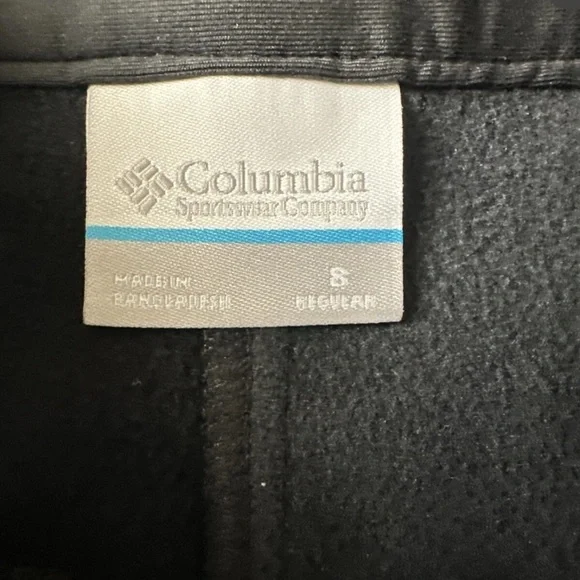 Columbia
Sportswear Company
MADE IN
BANGLADESH
S
REGULAR